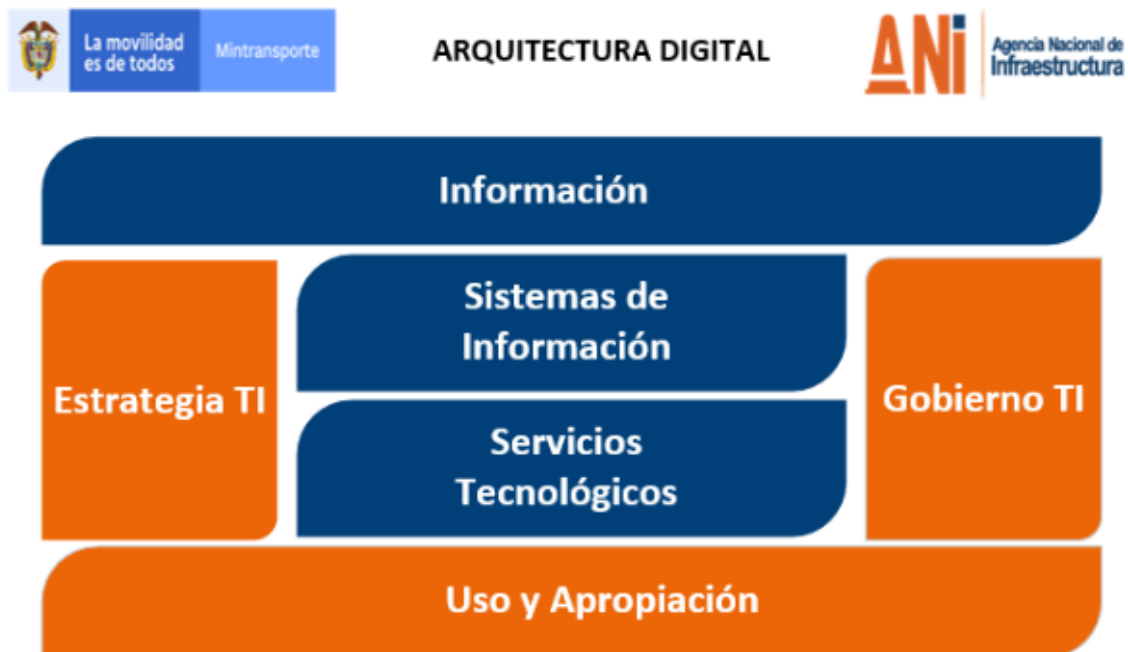 La movilidad
es de todos
Mintransporte
ARQUITECTURA DIGITAL
ANi
Agencia Nacional de
Infraestructura
Información
Estrategia TI
Sistemas de
Información
Servicios
Tecnológicos
Gobierno TI
Uso y Apropiación